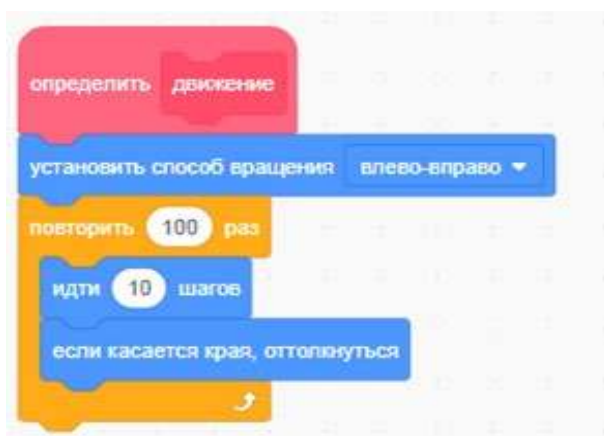 определить движение
установить способ вращения влево-вправо
повторить 100 раз
идти 10 шагов
если касается края, оттолкнуться